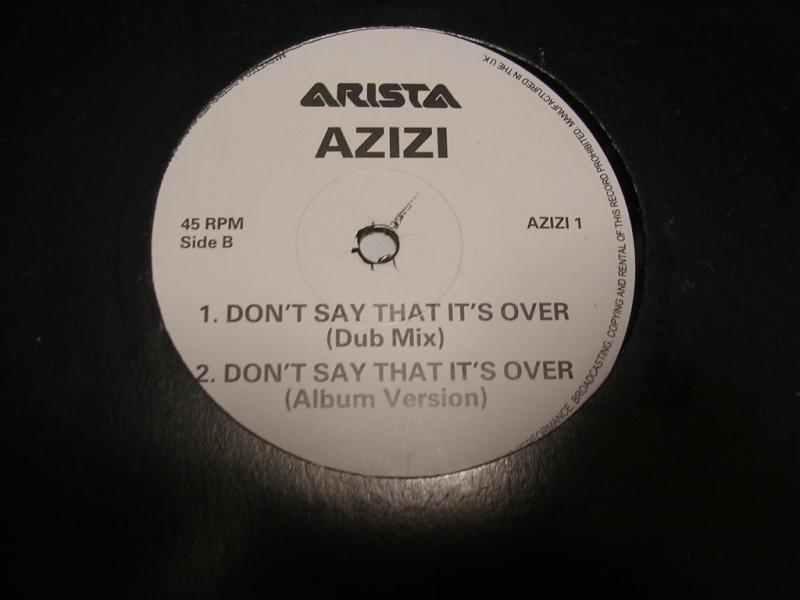 ARISTA
AZIZI
45 RPM
Side B
AZIZI 1
1. DON'T SAY THAT IT'S OVER
(Dub Mix)
2. DON'T SAY THAT IT'S OVER
(Album Version)
BROADCASTING, COPYING AND RENTAL OF THIS RECORD PROHIBITED. MANUFACTURED IN THE U.K.